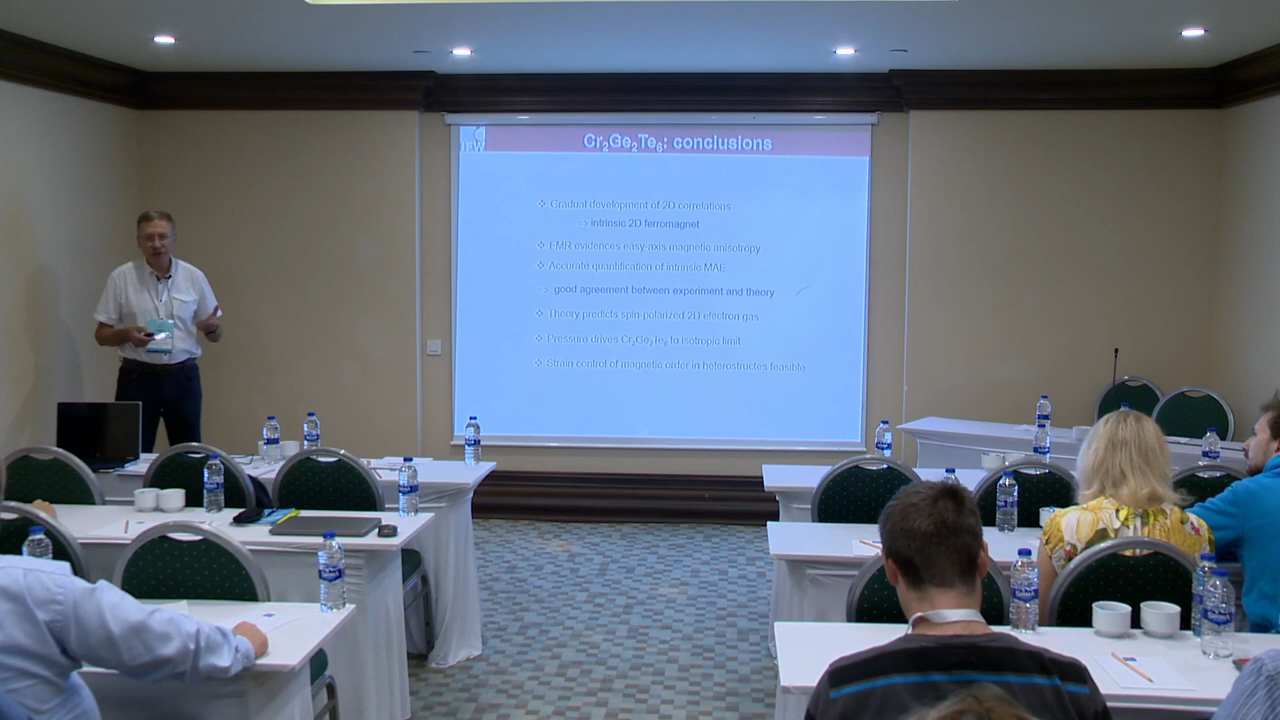 IFW
Cr₂Ge₂Te₆: conclusions
❖ Gradual development of 2D correlations
=> intrinsic 2D ferromagnet
❖ FMR evidences easy-axis magnetic anisotropy
❖ Accurate quantification of intrinsic MAE
=> good agreement between experiment and theory
❖ Theory predicts spin-polarized 2D electron gas
❖ Pressure drives Cr₂Ge₂Te₆ to isotropic limit
❖ Strain control of magnetic order in heterostructes feasible